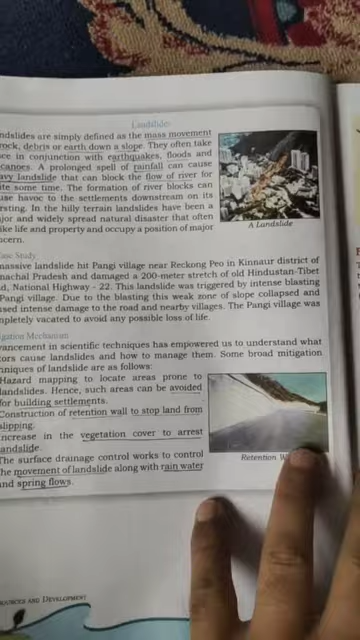 Landslides
ndslides are simply defined as the mass movement
rock, debris or earth down a slope. They often take
ce in conjunction with earthquakes, floods and
canoes. A prolonged spell of rainfall can cause
avy landslide that can block the flow of river for
ite some time. The formation of river blocks can
use havoc to the settlements downstream on its
rsting. In the hilly terrain landslides have been a
jor and widely spread natural disaster that often
ike life and property and occupy a position of major
ncern.
A Landslide
ase Study
massive landslide hit Pangi village near Reckong Peo in Kinnaur district of
machal Pradesh and damaged a 200-meter stretch of old Hindustan-Tibet
d, National Highway - 22. This landslide was triggered by intense blasting
Pangi village. Due to the blasting this weak zone of slope collapsed and
used intense damage to the road and nearby villages. The Pangi village was
mpletely vacated to avoid any possible loss of life.
igation Mechanism
vancement in scientific techniques has empowered us to understand what
tors cause landslides and how to manage them. Some broad mitigation
hniques of landslide are as follows:
Hazard mapping to locate areas prone to
landslides. Hence, such areas can be avoided
for building settlements.
Construction of retention wall to stop land from
slipping.
ncrease in the vegetation cover to arrest
andslide.
The surface drainage control works to control
he movement of landslide along with rain water
nd spring flows.
Retention W
SOURCES AND DEVELOPMENT